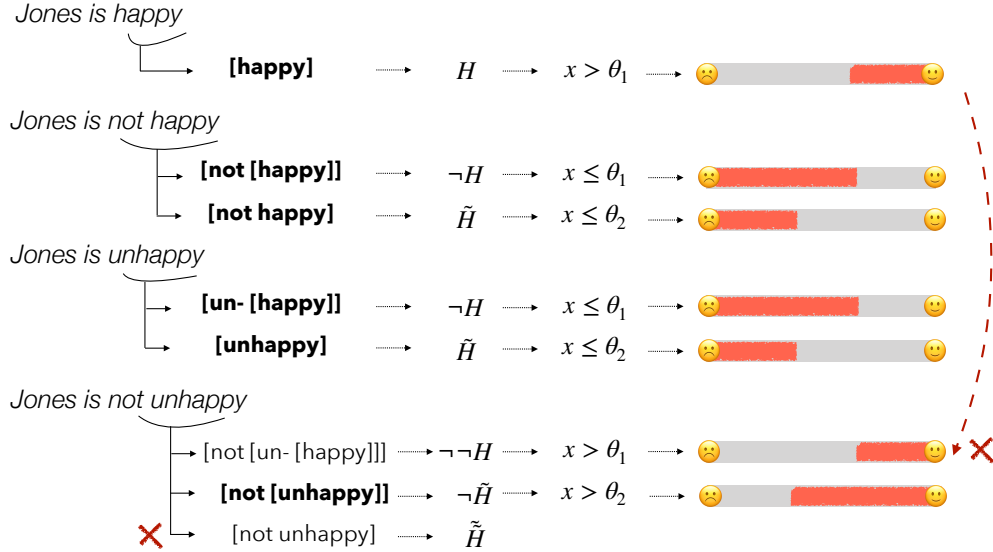 Jones is happy
[happy] H x > θ₁
Jones is not happy
[not [happy]] ¬H x ≤ θ₁
[not happy] H̃ x ≤ θ₂
Jones is unhappy
[un- [happy]] ¬H x ≤ θ₁
[unhappy] H̃ x ≤ θ₂
Jones is not unhappy
[not [un- [happy]]] ¬¬H x > θ₁
[not [unhappy]] ¬H̃ x > θ₂
[not unhappy] H̃̃